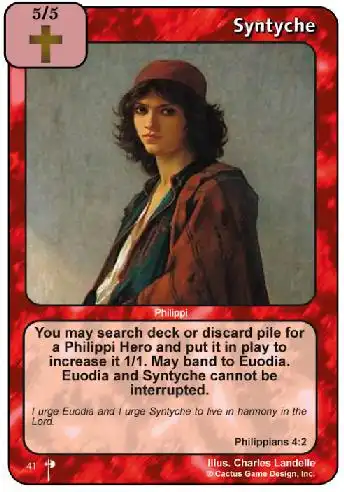 5/5
Syntyche
Philippi
You may search deck or discard pile for
a Philippi Hero and put it in play to
increase it 1/1. May band to Euodia.
Euodia and Syntyche cannot be
interrupted.
I urge Euodia and I urge Syntyche to live in harmony in the
Lord.
Philippians 4:2
41
Illus. Charles Landelle
© Cactus Game Design, Inc.